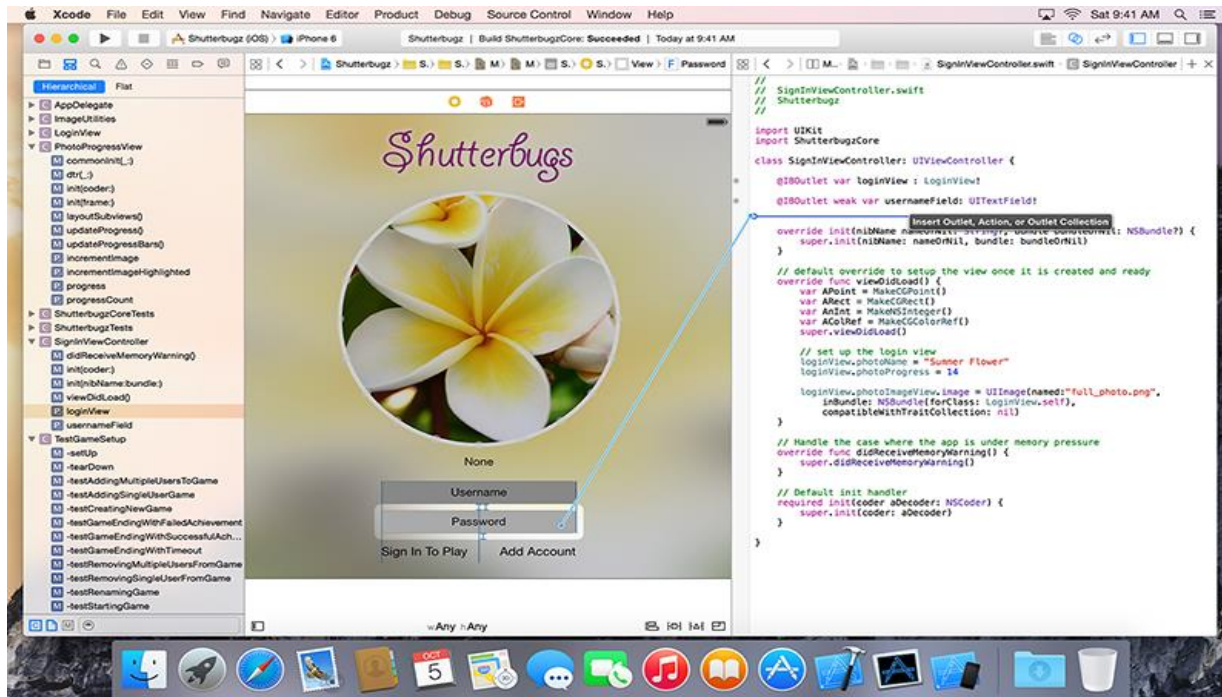 Xcode File Edit View Find Navigate Editor Product Debug Source Control Window Help Sat 9:41 AM
Shutterbugz (iOS) iPhone 6 Shutterbugz | Build ShutterbugzCore: Succeeded | Today at 9:41 AM
Shutterbugz S.. S.. M M S.. S.. View F Password M... SignInViewController.swift C SignInViewController
Hierarchical Flat
C AppDelegate
C ImageUtilities
C LoginView
C PhotoProgressView
M commonInit(_:)
M dtr(_:)
M init(coder:)
M init(frame:)
M layoutSubviews()
M updateProgress()
M updateProgressBars()
P incrementImage
P incrementImageHighlighted
P progress
P progressCount
C ShutterbugzCoreTests
C ShutterbugzTests
C SignInViewController
M didReceiveMemoryWarning()
M init(coder:)
M init(nibName:bundle:)
M viewDidLoad()
P loginView
P usernameField
C TestGameSetup
M -setUp
M -tearDown
M -testAddingMultipleUsersToGame
M -testAddingSingleUserGame
M -testCreatingNewGame
M -testGameEndingWithFailedAchievement
M -testGameEndingWithSuccessfulAch...
M -testGameEndingWithTimeout
M -testRemovingMultipleUsersFromGame
M -testRemovingSingleUserFromGame
M -testRenamingGame
M -testStartingGame
Shutterbugs
None
Username
Password
Sign In To Play Add Account
wAny hAny
//
// SignInViewController.swift
// Shutterbugz
//
import UIKit
import ShutterbugzCore
class SignInViewController: UIViewController {
@IBOutlet var loginView : LoginView!
@IBOutlet weak var usernameField: UITextField!
Insert Outlet, Action, or Outlet Collection
override init(nibName NSBundle?) {
super.init(nibName: nameOrNil, bundle: bundleOrNil)
}
// default override to setup the view once it is created and ready
override func viewDidLoad() {
var APoint = MakeCGPoint()
var ARect = MakeCGRect()
var AnInt = MakeNSInteger()
var AColRef = MakeCGColorRef()
super.viewDidLoad()
// set up the login view
loginView.photoName = "Summer Flower"
loginView.photoProgress = 14
loginView.photoImageView.image = UIImage(named:"full_photo.png",
inBundle: NSBundle(forClass: LoginView.self),
compatibleWithTraitCollection: nil)
}
// Handle the case where the app is under memory pressure
override func didReceiveMemoryWarning() {
super.didReceiveMemoryWarning()
}
// Default init handler
required init(coder aDecoder: NSCoder) {
super.init(coder: aDecoder)
}
}
OCT
5